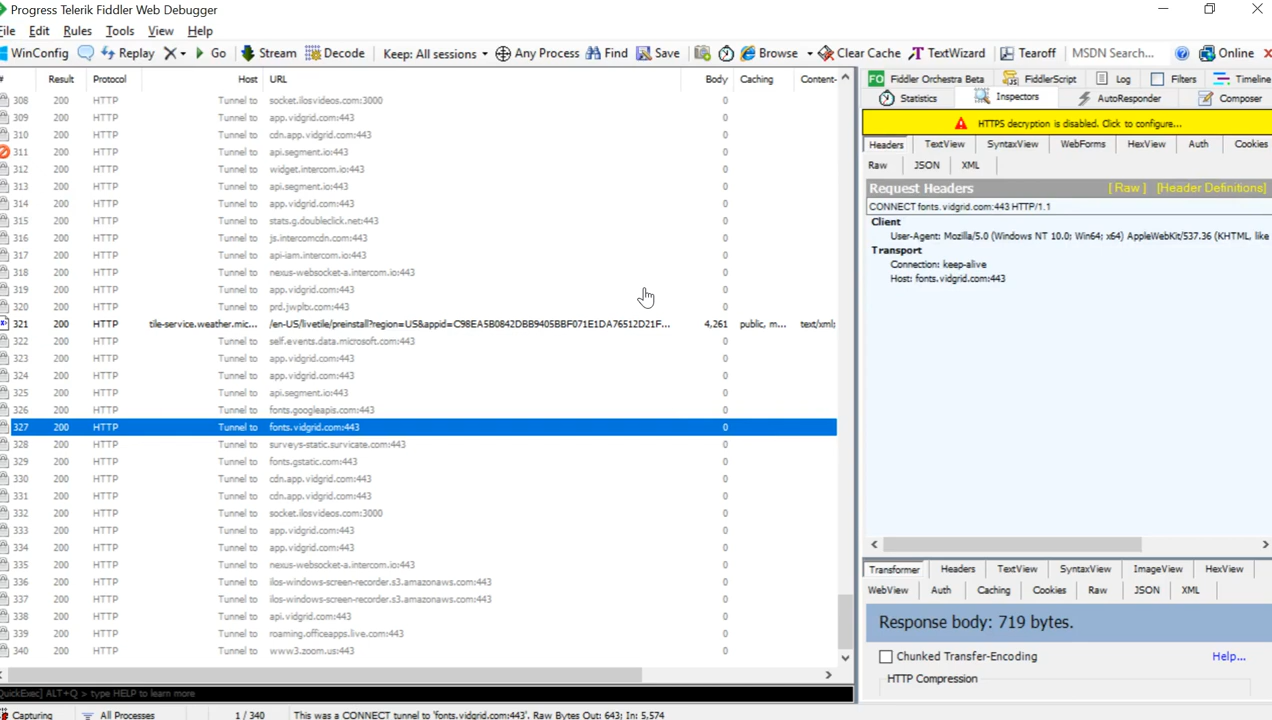 Progress Telerik Fiddler Web Debugger
File Edit Rules Tools View Help
WinConfig Replay Go Stream Decode Keep: All sessions Any Process Find Save Browse Clear Cache TextWizard Tearoff MSDN Search... Online
# Result Protocol Host URL Body Caching Content-
308 200 HTTP Tunnel to socket.ilosvideos.com:3000 0
309 200 HTTP Tunnel to app.vidgrid.com:443 0
310 200 HTTP Tunnel to cdn.app.vidgrid.com:443 0
311 200 HTTP Tunnel to api.segment.io:443 0
312 200 HTTP Tunnel to widget.intercom.io:443 0
313 200 HTTP Tunnel to api.segment.io:443 0
314 200 HTTP Tunnel to app.vidgrid.com:443 0
315 200 HTTP Tunnel to stats.g.doubleclick.net:443 0
316 200 HTTP Tunnel to js.intercomcdn.com:443 0
317 200 HTTP Tunnel to api-iam.intercom.io:443 0
318 200 HTTP Tunnel to nexus-websocket-a.intercom.io:443 0
319 200 HTTP Tunnel to app.vidgrid.com:443 0
320 200 HTTP Tunnel to prd.jwpltx.com:443 0
321 200 HTTP tile-service.weather.mic... /en-US/livetile/preinstall?region=US&appid=C98EA5B0842DBB9405BBF071E1DA76512D21F... 4,261 public, m... text/xml;
322 200 HTTP Tunnel to self.events.data.microsoft.com:443 0
323 200 HTTP Tunnel to app.vidgrid.com:443 0
324 200 HTTP Tunnel to app.vidgrid.com:443 0
325 200 HTTP Tunnel to api.segment.io:443 0
326 200 HTTP Tunnel to fonts.googleapis.com:443 0
327 200 HTTP Tunnel to fonts.vidgrid.com:443 0
328 200 HTTP Tunnel to surveys-static.survicate.com:443 0
329 200 HTTP Tunnel to fonts.gstatic.com:443 0
330 200 HTTP Tunnel to cdn.app.vidgrid.com:443 0
331 200 HTTP Tunnel to cdn.app.vidgrid.com:443 0
332 200 HTTP Tunnel to socket.ilosvideos.com:3000 0
333 200 HTTP Tunnel to app.vidgrid.com:443 0
334 200 HTTP Tunnel to app.vidgrid.com:443 0
335 200 HTTP Tunnel to nexus-websocket-a.intercom.io:443 0
336 200 HTTP Tunnel to ilos-windows-screen-recorder.s3.amazonaws.com:443 0
337 200 HTTP Tunnel to ilos-windows-screen-recorder.s3.amazonaws.com:443 0
338 200 HTTP Tunnel to api.vidgrid.com:443 0
339 200 HTTP Tunnel to roaming.officeapps.live.com:443 0
340 200 HTTP Tunnel to www3.zoom.us:443 0
QuickExec] ALT+Q > type HELP to learn more
Capturing All Processes 1 / 340 This was a CONNECT tunnel to 'fonts.vidgrid.com:443'. Raw Bytes Out: 643; In: 5,574
FO Fiddler Orchestra Beta FiddlerScript Log Filters Timeline
Statistics Inspectors AutoResponder Composer
HTTPS decryption is disabled. Click to configure...
Headers TextView SyntaxView WebForms HexView Auth Cookies
Raw JSON XML
Request Headers [ Raw ] [Header Definitions]
CONNECT fonts.vidgrid.com:443 HTTP/1.1
Client
User-Agent: Mozilla/5.0 (Windows NT 10.0; Win64; x64) AppleWebKit/537.36 (KHTML, like
Transport
Connection: keep-alive
Host: fonts.vidgrid.com:443
Transformer Headers TextView SyntaxView ImageView HexView
WebView Auth Caching Cookies Raw JSON XML
Response body: 719 bytes.
Chunked Transfer-Encoding Help...
HTTP Compression